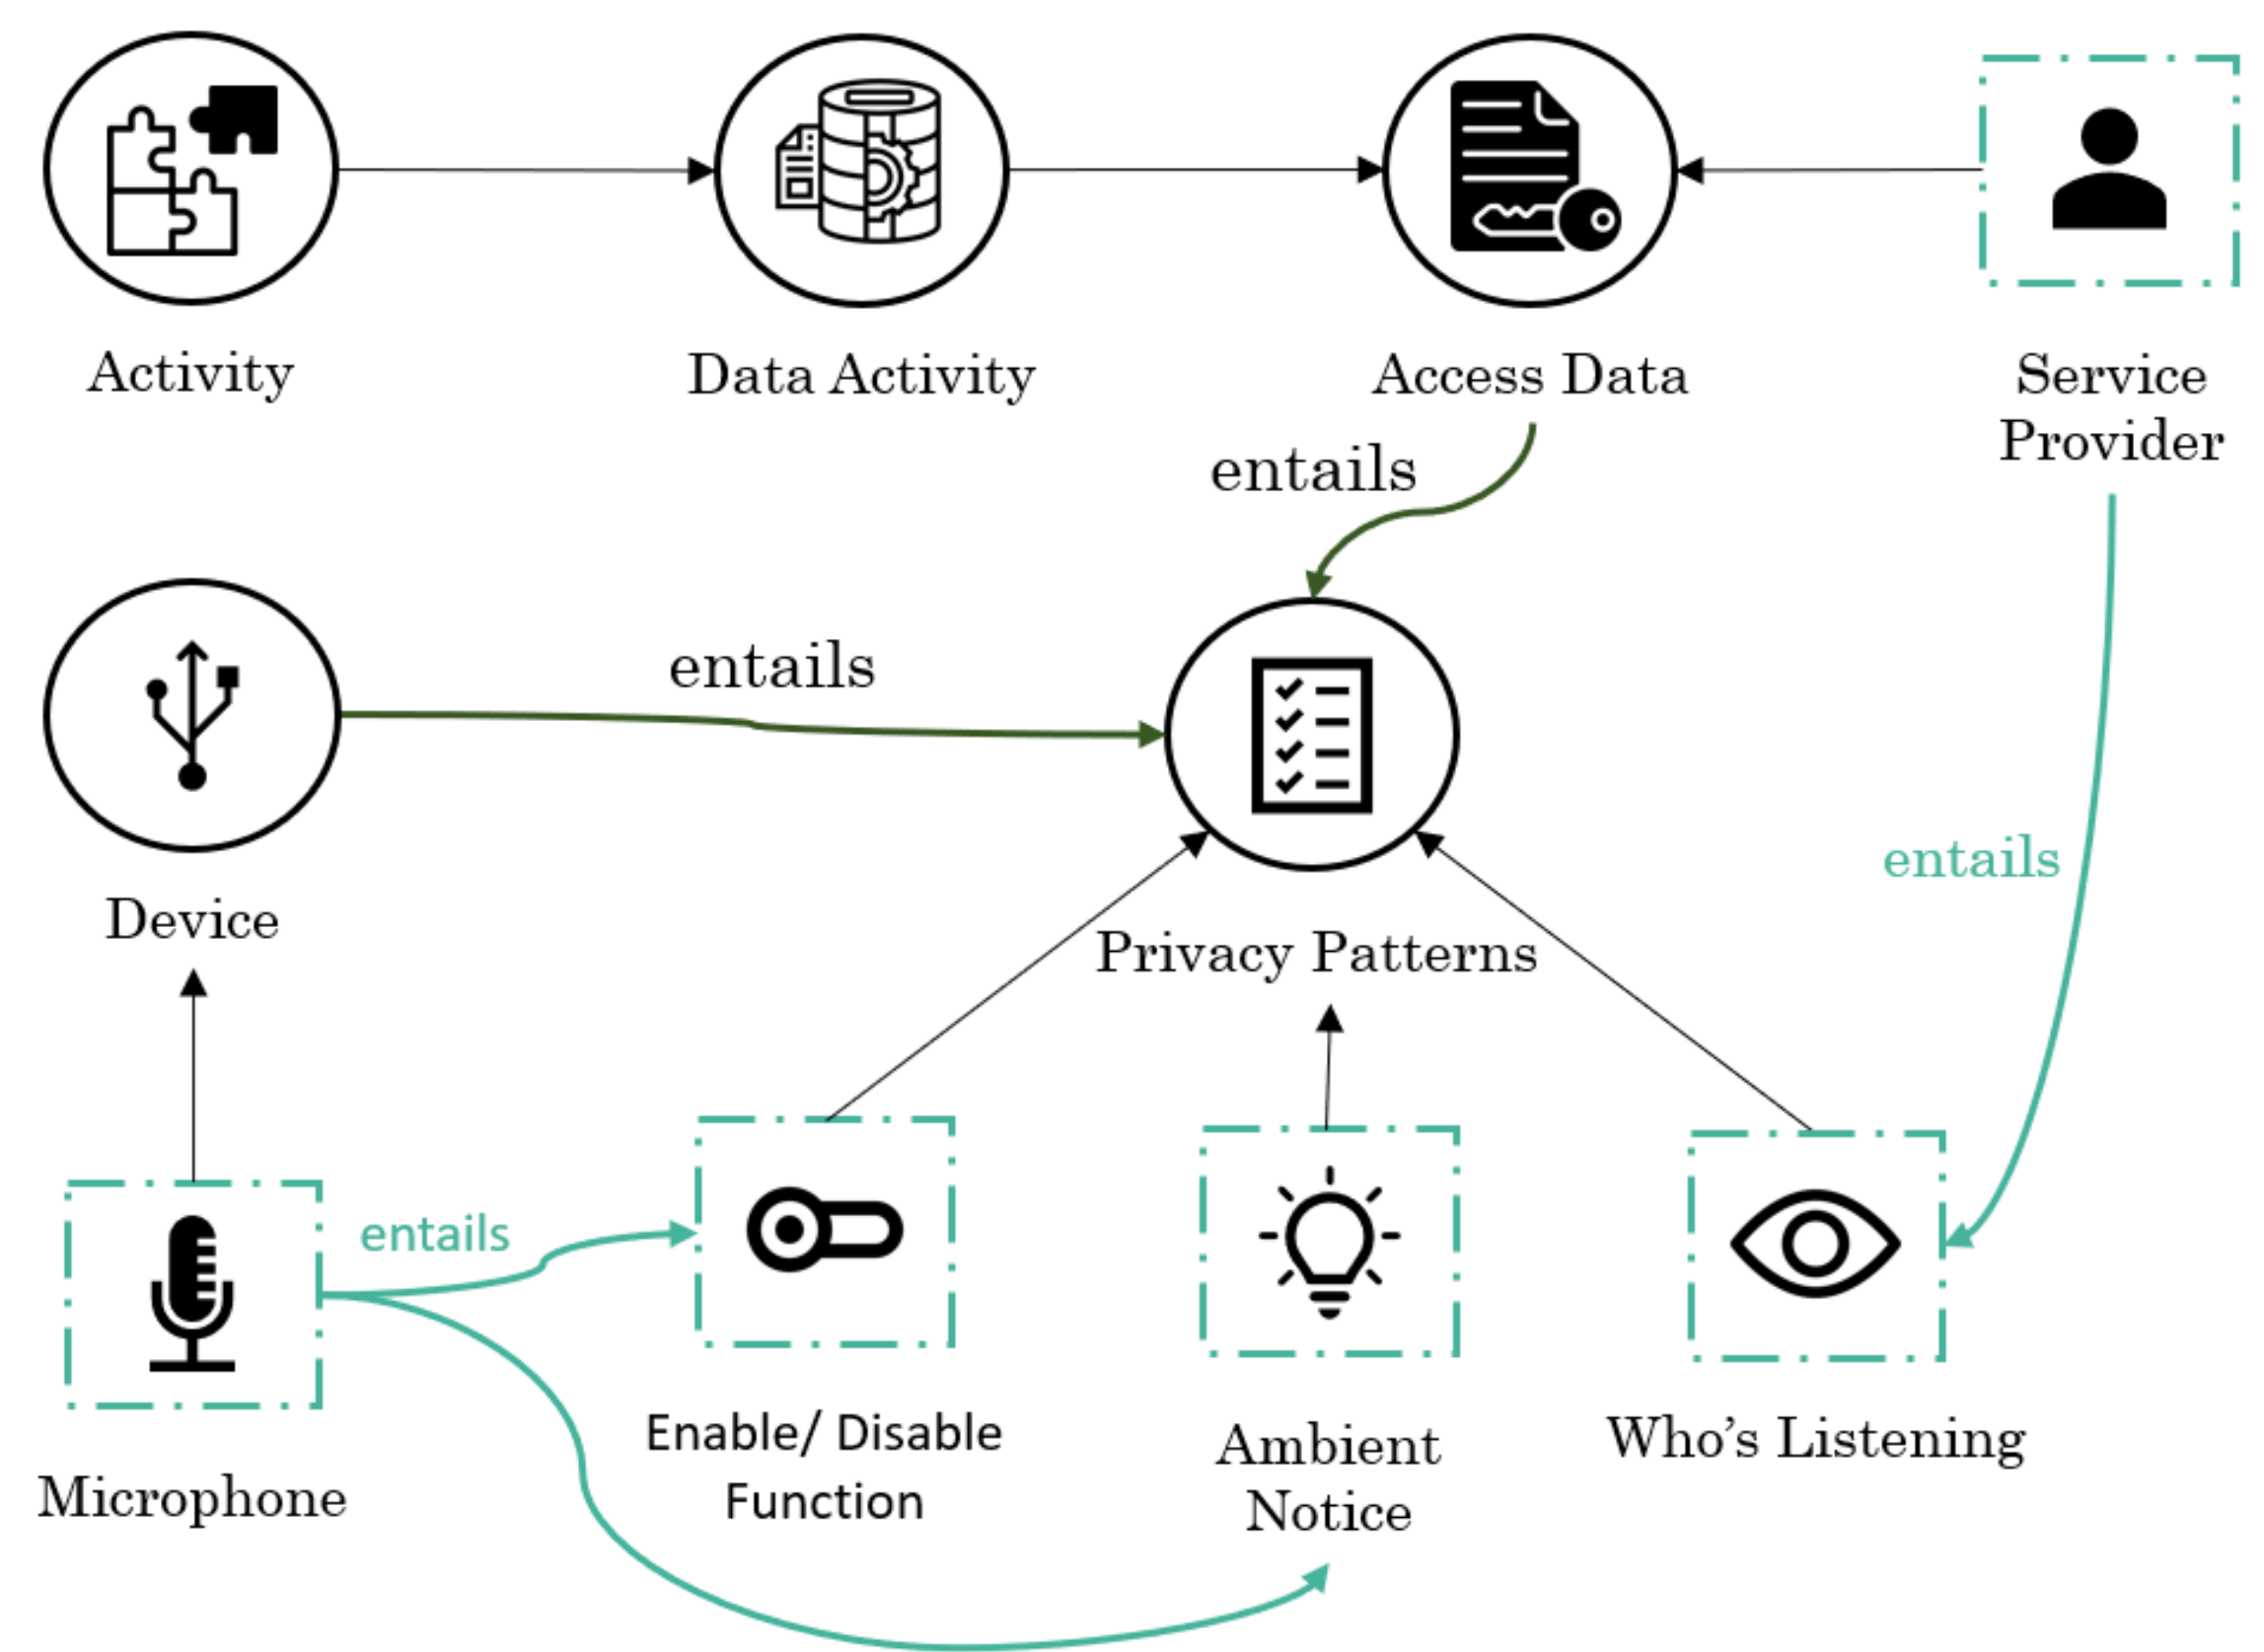 Activity
Data Activity
Access Data
Service
Provider
entails
entails
entails
Device
Privacy Patterns
entails
Microphone
Enable/ Disable
Function
Ambient
Notice
Who's Listening